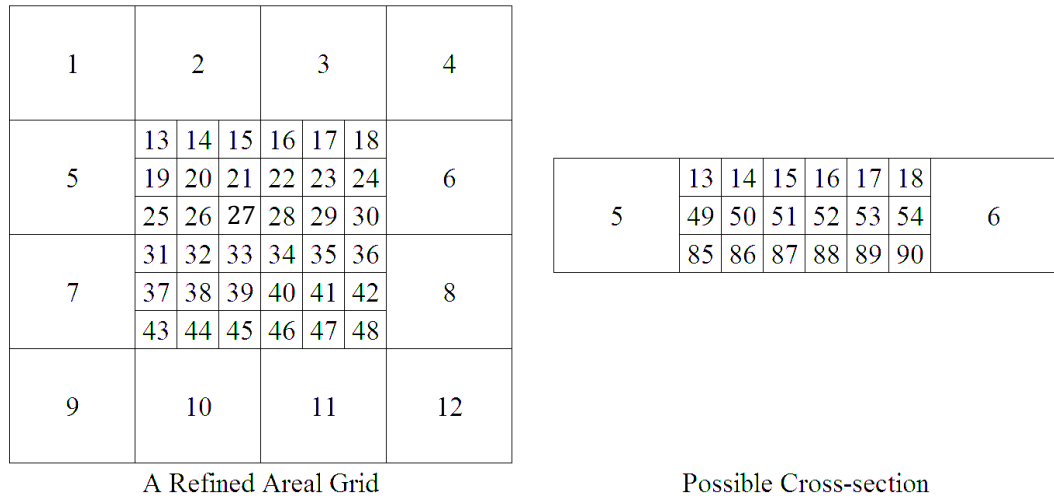 1 2 3 4
13 14 15 16 17 18
5 19 20 21 22 23 24 6
25 26 27 28 29 30
31 32 33 34 35 36
7 37 38 39 40 41 42 8
43 44 45 46 47 48
9 10 11 12
A Refined Areal Grid
13 14 15 16 17 18
5 49 50 51 52 53 54 6
85 86 87 88 89 90
Possible Cross-section